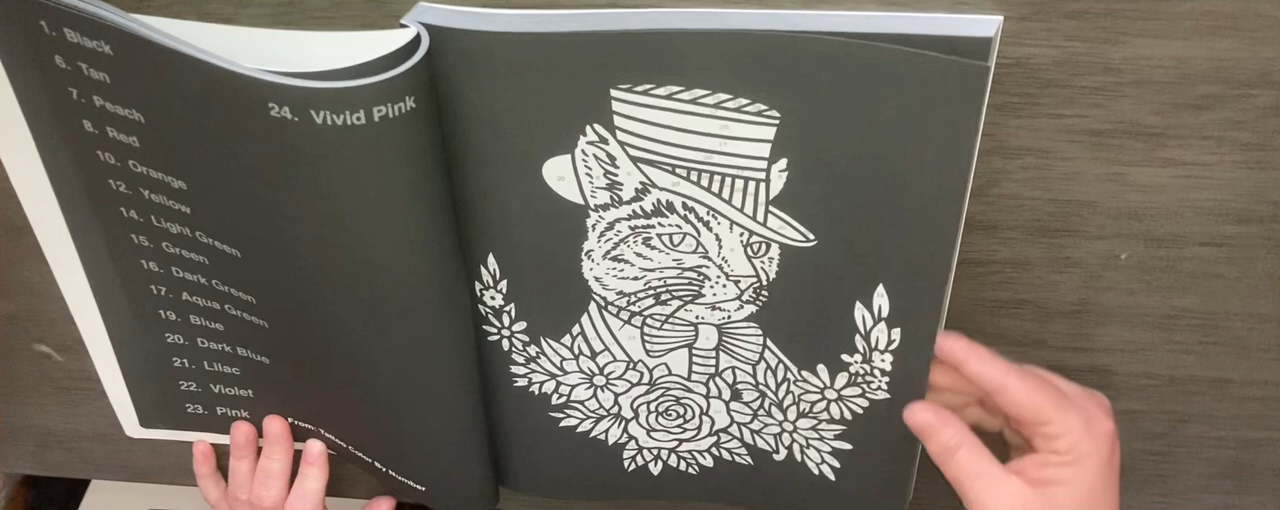 1. Black
6. Tan
7. Peach
8. Red
10. Orange
12. Yellow
14. Light Green
15. Green
16. Dark Green
17. Aqua Green
19. Blue
20. Dark Blue
21. Lilac
22. Violet
23. Pink
24. Vivid Pink
From: Tattoo Color By Number